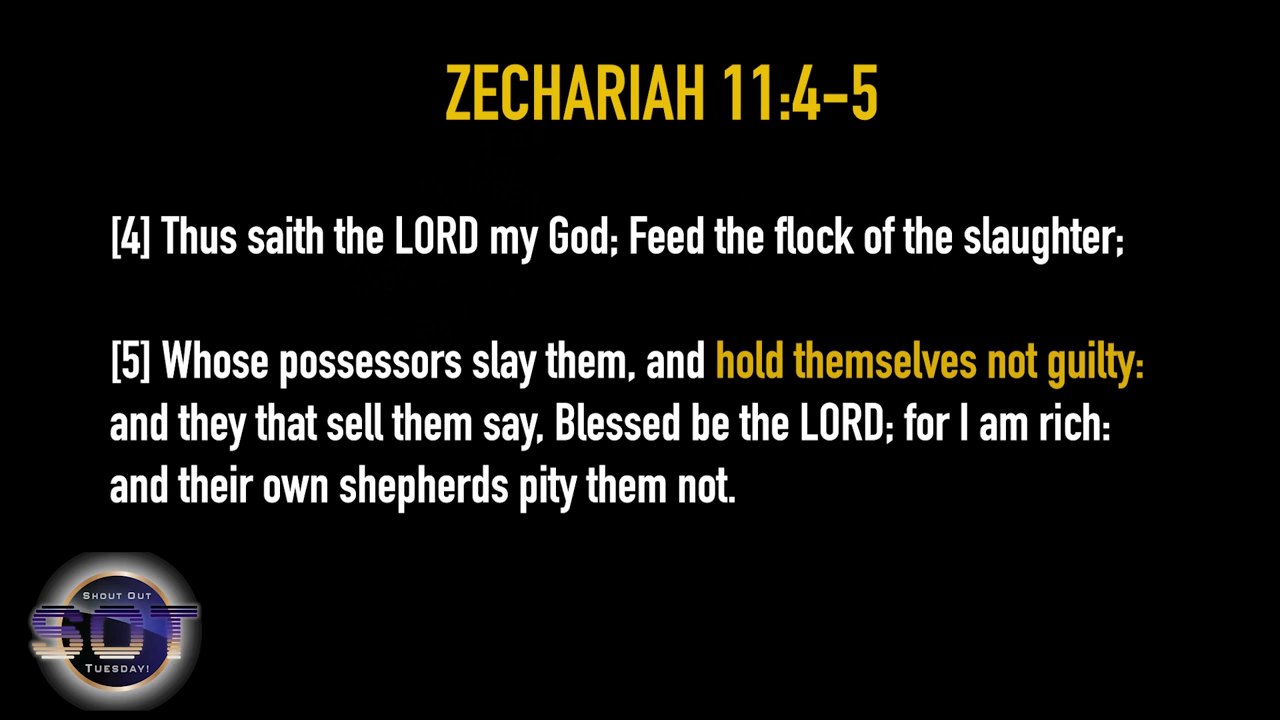 ZECHARIAH 11:4-5
[4] Thus saith the LORD my God; Feed the flock of the slaughter;
[5] Whose possessors slay them, and hold themselves not guilty:
and they that sell them say, Blessed be the LORD; for I am rich:
and their own shepherds pity them not.
SHOUT OUT
SOT
TUESDAY!